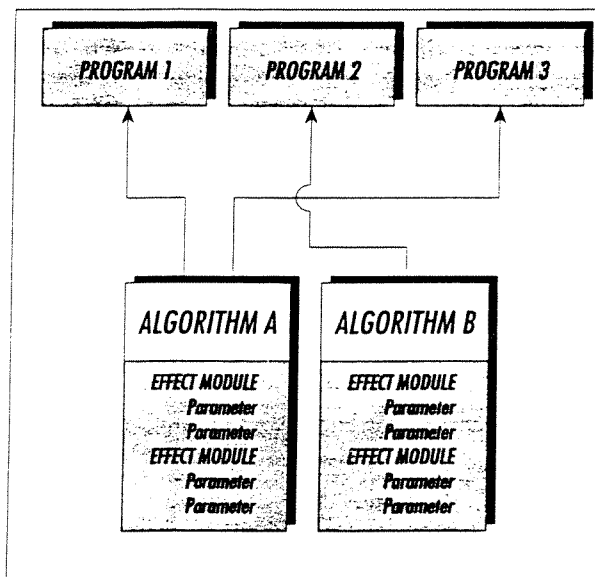 PROGRAM 1.
PROGRAM 2
PROGRAM 3
ALGORITHM A
EFFECT MODULE
Parameter
Parameter
EFFECT MODULE
Parameter
Parameter
ALGORITHM B
EFFECT MODULE
Parameter
Parameter
EFFECT MODULE
Parameter
Parameter